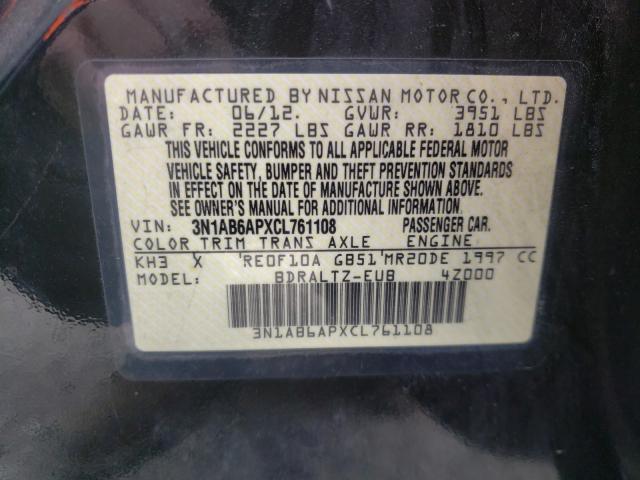 MANUFACTURED BY NISSAN MOTOR CO., LTD.
DATE: 06/12. GVWR: 3951 LBS
GAWR FR: 2227 LBS GAWR RR: 1810 LBS
THIS VEHICLE CONFORMS TO ALL APPLICABLE FEDERAL MOTOR
VEHICLE SAFETY, BUMPER AND THEFT PREVENTION STANDARDS
IN EFFECT ON THE DATE OF MANUFACTURE SHOWN ABOVE.
SEE OWNER'S MANUAL FOR ADDITIONAL INFORMATION
VIN: 3N1AB6APXCL761108 PASSENGER CAR.
COLOR TRIM TRANS AXLE ENGINE
KH3 X 'RE0F10A GB51'MR20DE 1997 CC
MODEL: BDRALTZ-EUB 4Z000
3N1AB6APXCL761108